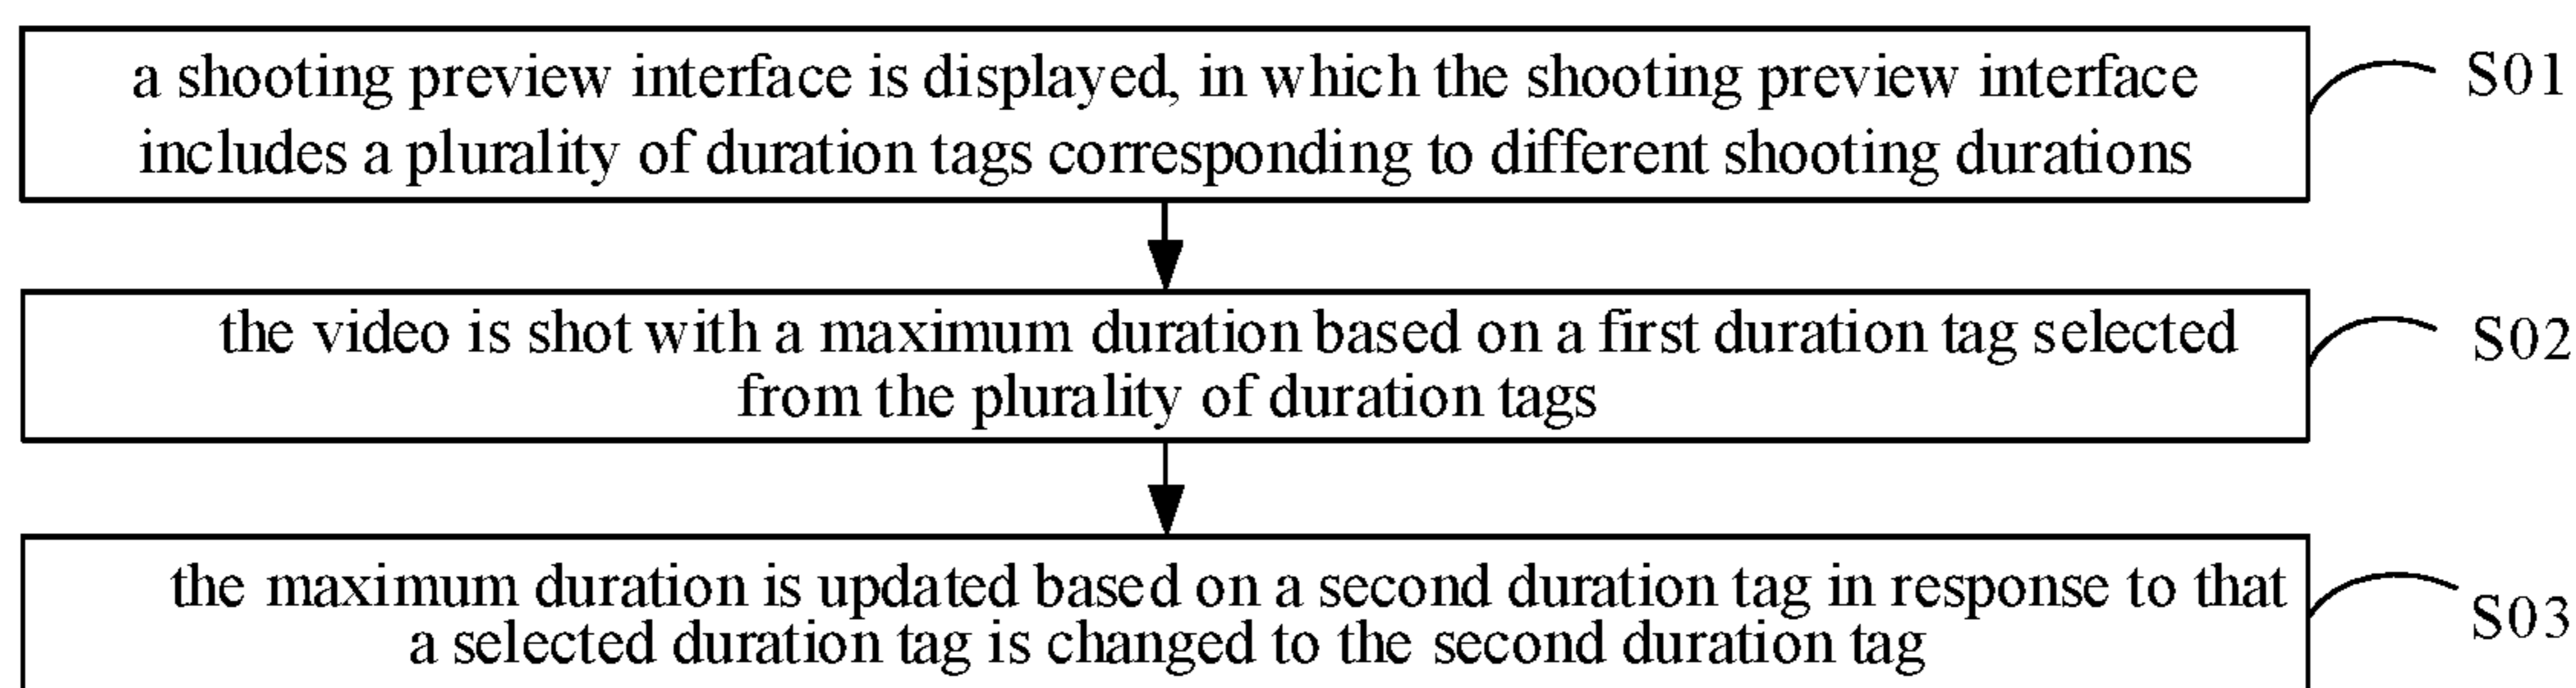 a shooting preview interface is displayed, in which the shooting preview interface
includes a plurality of duration tags corresponding to different shooting durations
S01
the video is shot with a maximum duration based on a first duration tag selected
from the plurality of duration tags
S02
the maximum duration is updated based on a second duration tag in response to that
a selected duration tag is changed to the second duration tag
S03